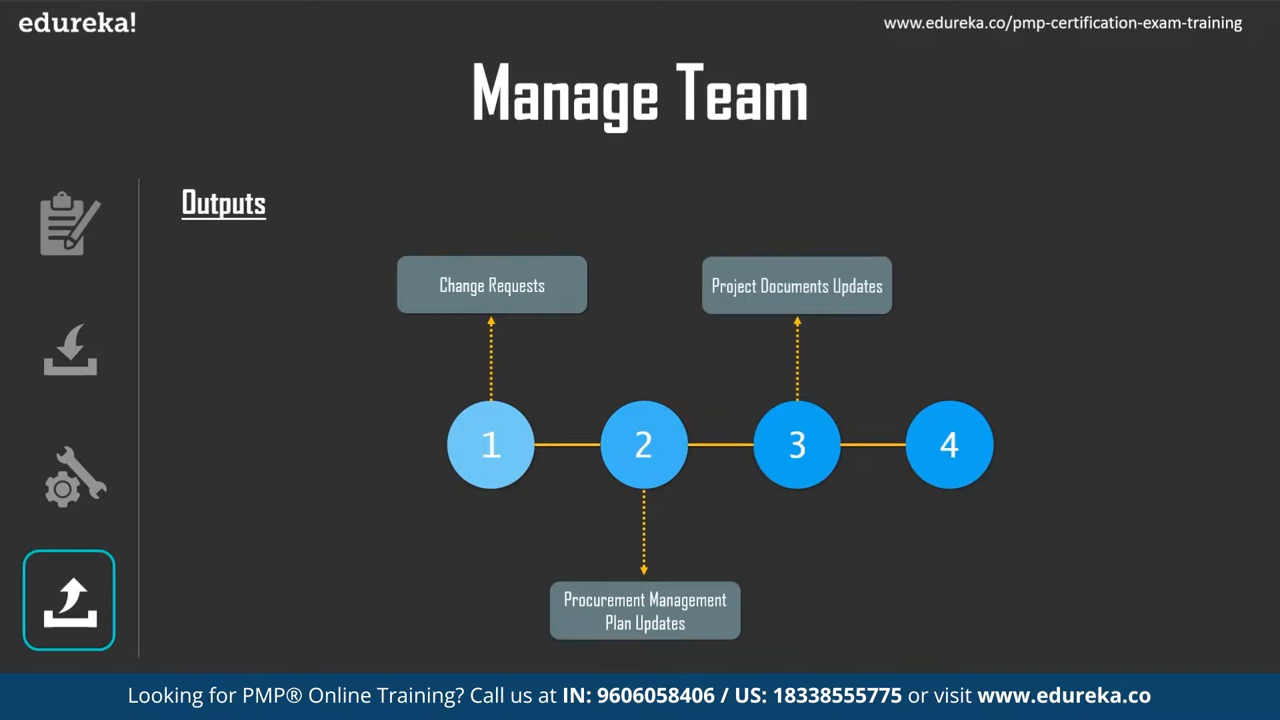 edureka!
www.edureka.co/pmp-certification-exam-training
Manage Team
Outputs
Change Requests
Project Documents Updates
1
2
3
4
Procurement Management
Plan Updates
Looking for PMP® Online Training? Call us at IN: 9606058406 / US: 18338555775 or visit www.edureka.co